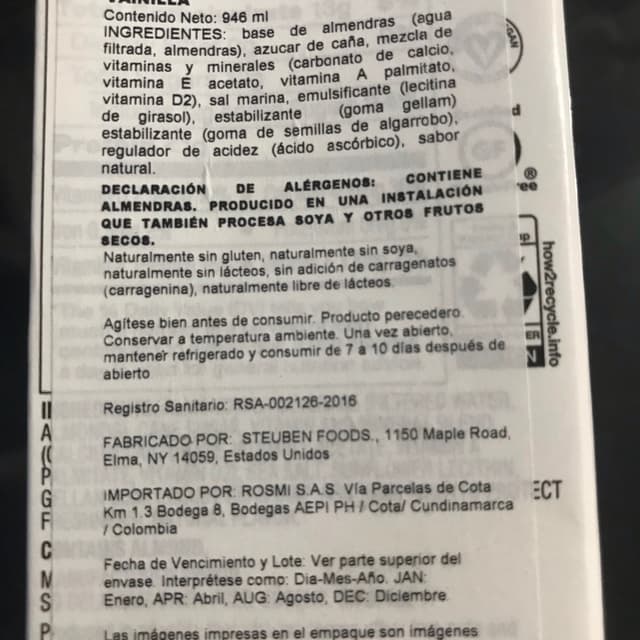 VAINILLA
Contenido Neto: 946 ml
INGREDIENTES: base de almendras (agua
filtrada, almendras), azucar de caña, mezcla de
vitaminas y minerales (carbonato de calcio,
vitamina E acetato, vitamina A palmitato,
vitamina D2), sal marina, emulsificante (lecitina
de girasol), estabilizante (goma gellam)
estabilizante (goma de semillas de algarrobo),
regulador de acidez (ácido ascórbico), sabor
natural.
DECLARACIÓN DE ALÉRGENOS: CONTIENE
ALMENDRAS. PRODUCIDO EN UNA INSTALACIÓN
QUE TAMBIÉN PROCESA SOYA Y OTROS FRUTOS
SECOS.
Naturalmente sin gluten, naturalmente sin soya,
naturalmente sin lácteos, sin adición de carragenatos
(carragenina), naturalmente libre de lácteos.
Agítese bien antes de consumir. Producto perecedero.
Conservar a temperatura ambiente. Una vez abierto,
mantener refrigerado y consumir de 7 a 10 días después de
abierto
Registro Sanitario: RSA-002126-2016
FABRICADO POR: STEUBEN FOODS., 1150 Maple Road,
Elma, NY 14059, Estados Unidos
IMPORTADO POR: ROSMI S.A.S. Vía Parcelas de Cota
Km 1.3 Bodega 8, Bodegas AEPI PH / Cota/ Cundinamarca
/ Colombia
Fecha de Vencimiento y Lote: Ver parte superior del
envase. Interprétese como: Dia-Mes-Año. JAN:
Enero, APR: Abril, AUG: Agosto, DEC: Diciembre.
Las imágenes impresas en el empaque son imágenes
GF
how2recycle.info
ECT